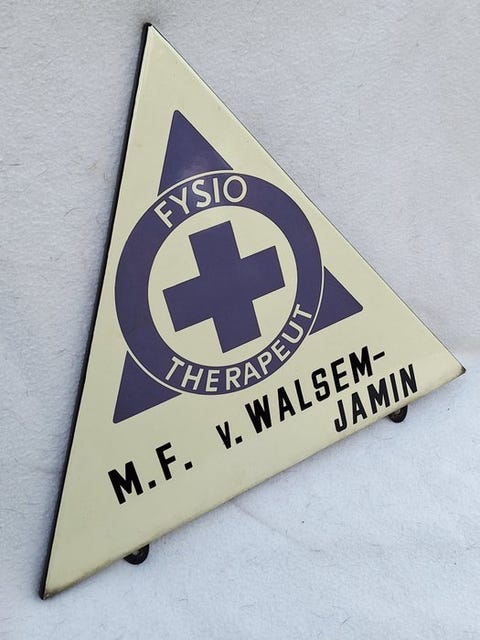 FYSIO
THERAPEUT
M.F. v. WALSEM-
JAMIN